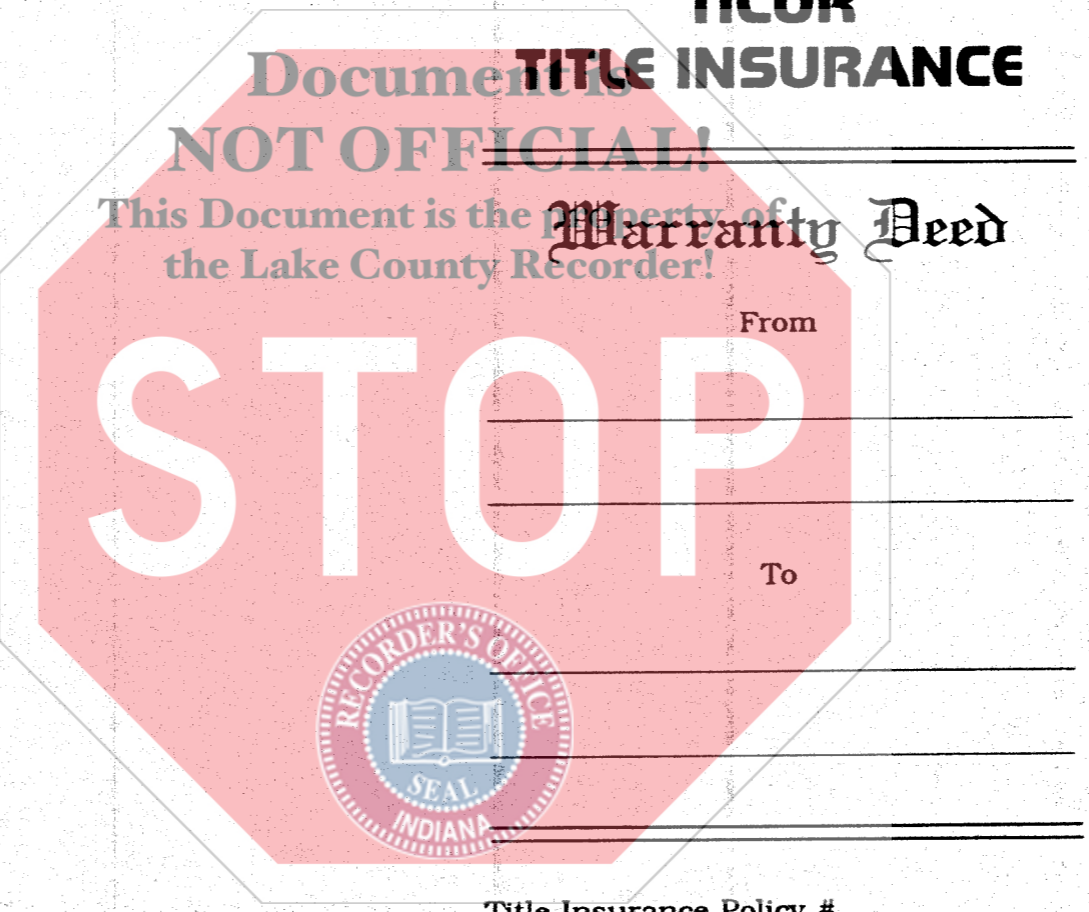 TICOR
TITLE INSURANCE
Document is
NOT OFFICIAL!
This Document is the property of
the Lake County Recorder!
Warranty Deed
From
STOP
To
RECORDER'S OFFICE
SEAL
INDIANA
Title Insurance Policy #